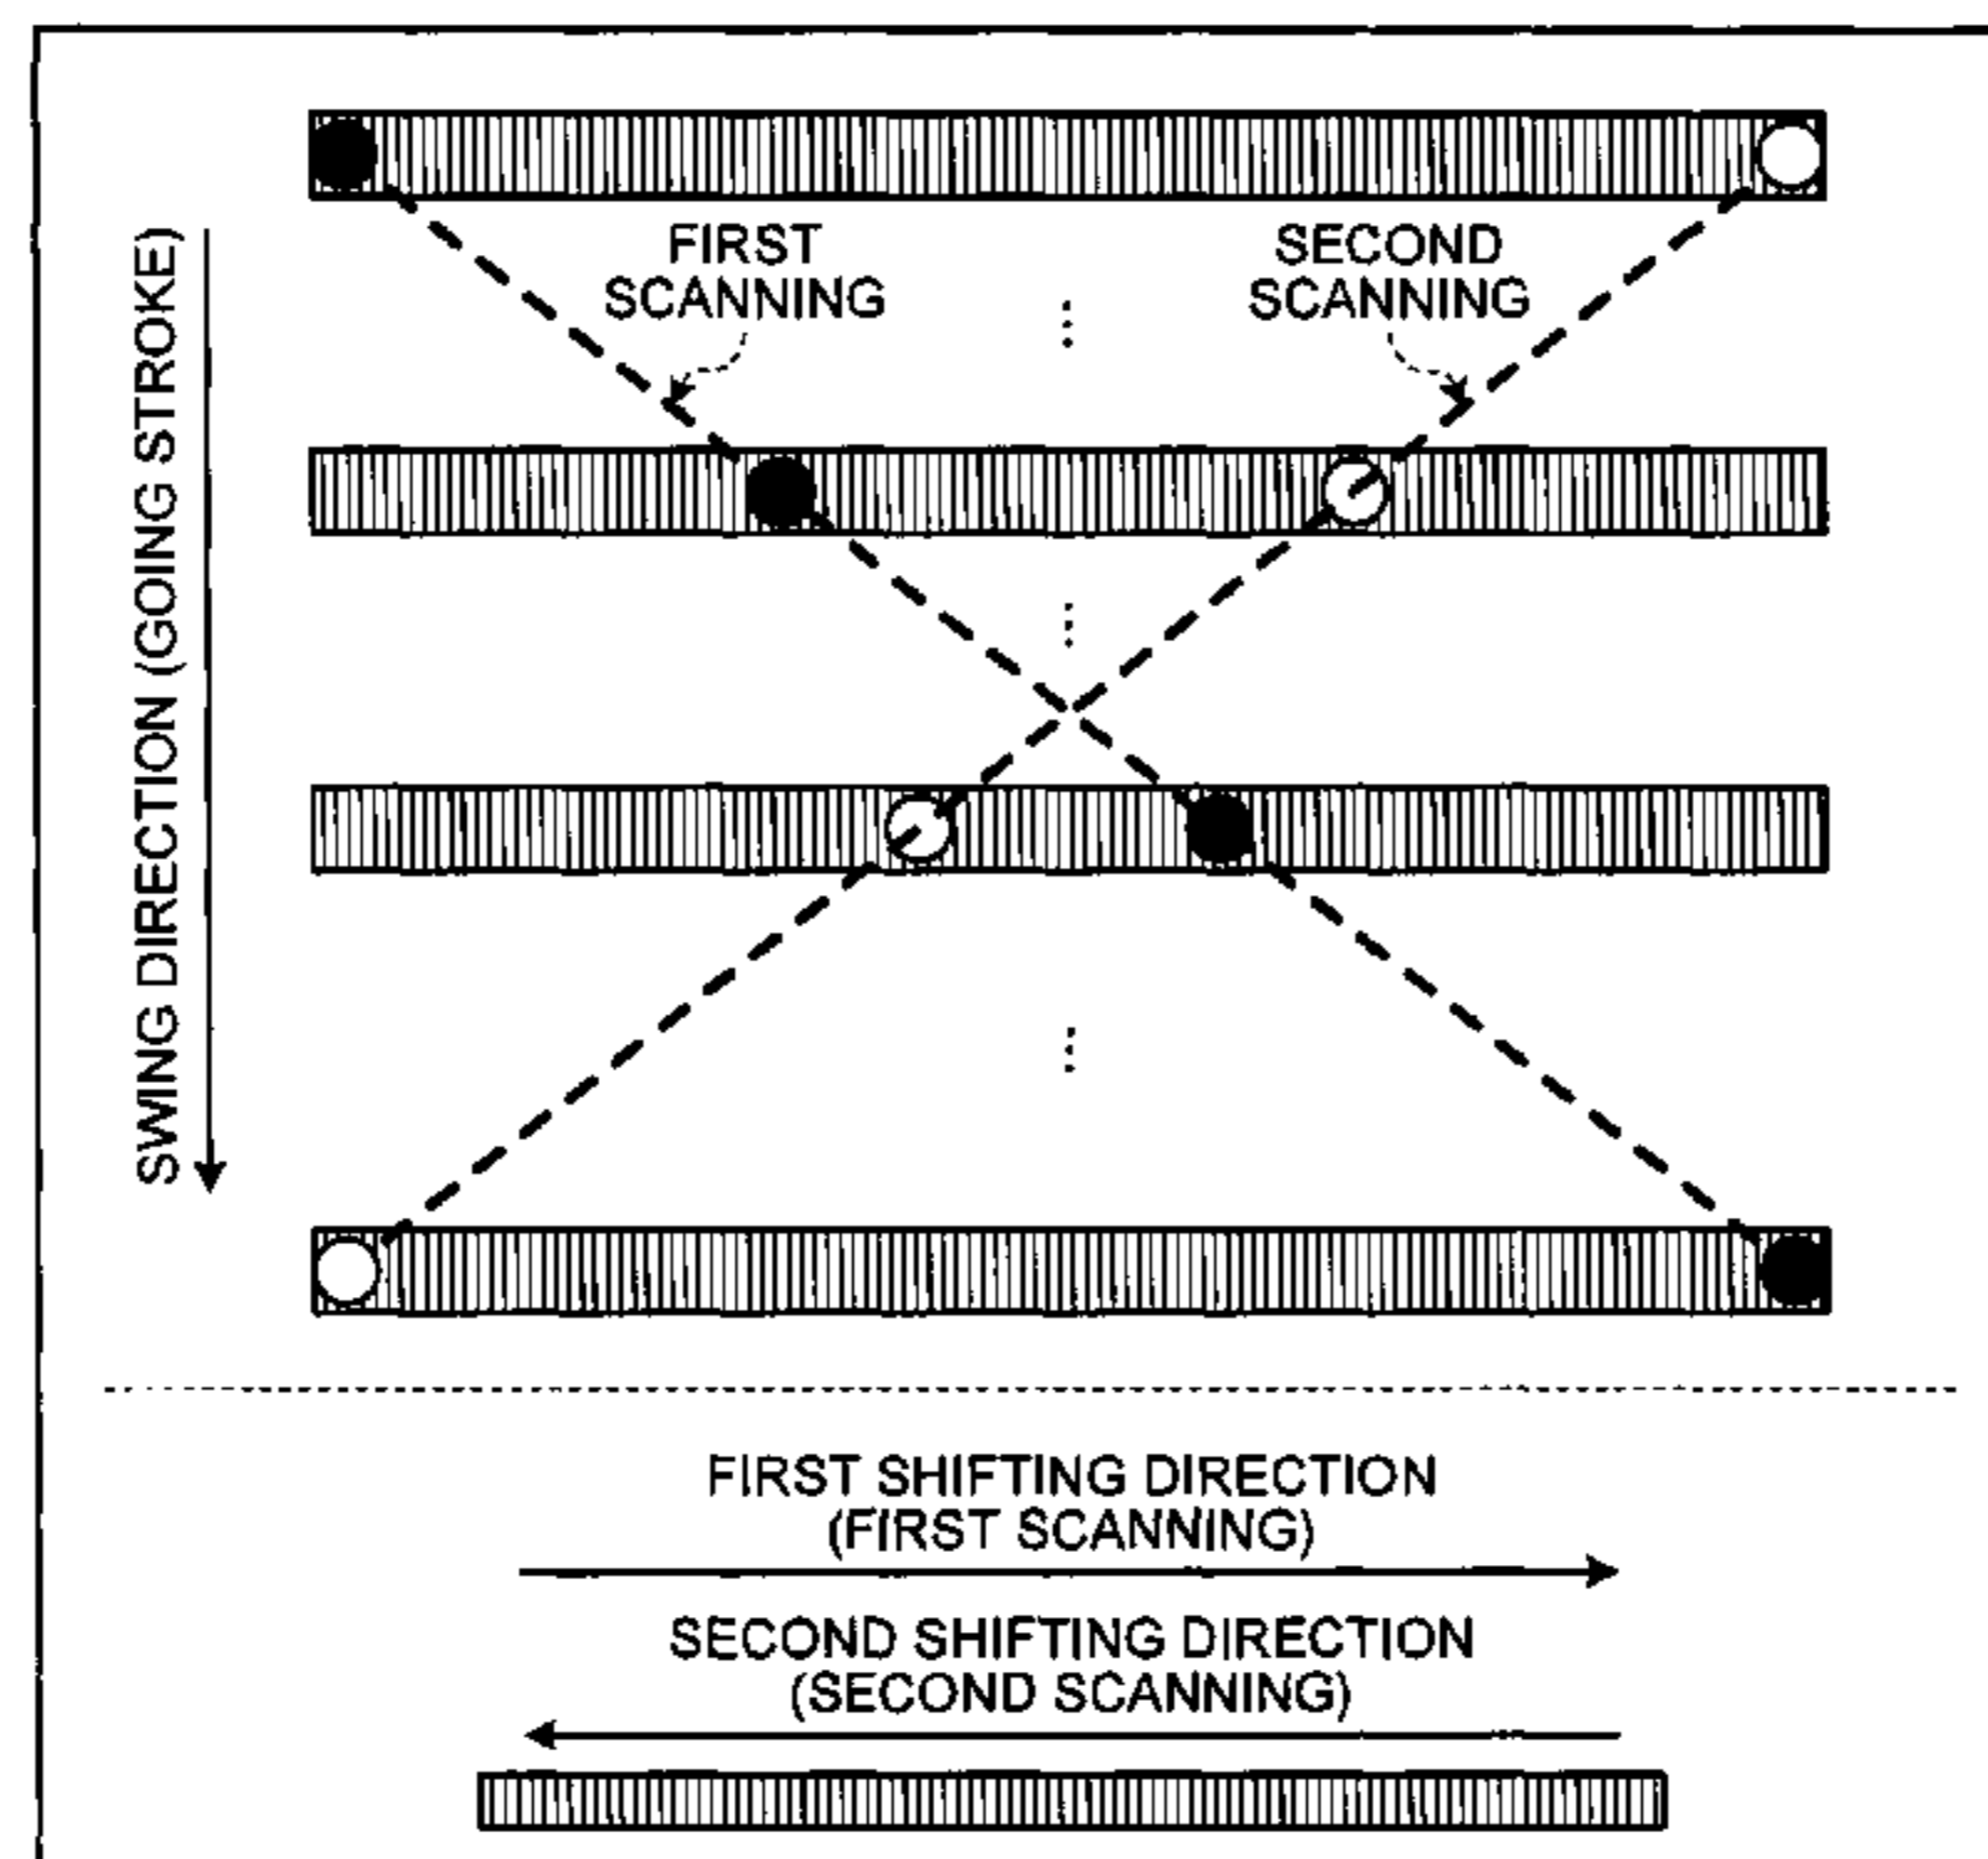 SWING DIRECTION (GOING STROKE)
FIRST
SCANNING
SECOND
SCANNING
FIRST SHIFTING DIRECTION
(FIRST SCANNING)
SECOND SHIFTING DIRECTION
(SECOND SCANNING)